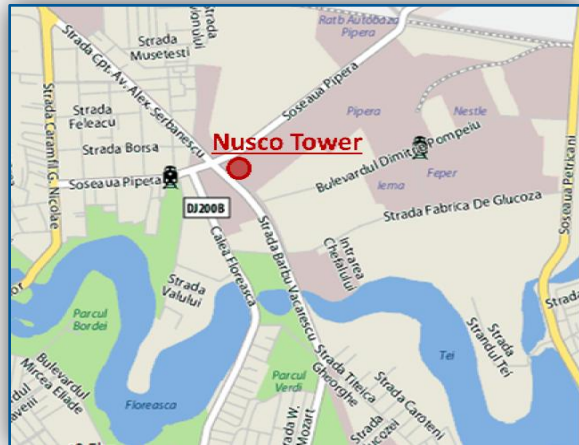 Ratb Autobaza
Pipera
Strada
Vianului
Strada
Musetesti
Strada Cpt. Av. Alex. Serbanescu
Soseaua Pipera
Strada Caramfil G. Nicolae
Strada
Feleacu
Pipera
Nestle
Strada Borsa
Nusco Tower
Bulevardul Dimitrie Pompeiu
Soseaua Pipera
Iema
Feper
Soseaua Petricani
DJ200B
Strada Fabrica De Glucoza
Calea Floreasca
Strada Barbu Vacarescu
Intrarea
Chefalului
Strada
Valului
Parcul
Bordei
Strada
Strada
Strandul Tei
Tei
Bulevardul
Mircea Eliade
Floreasca
Parcul
Verdi
Strada Titeica
Gheorghe
Strada Caroteni
Strada W.
Mozart
Strada